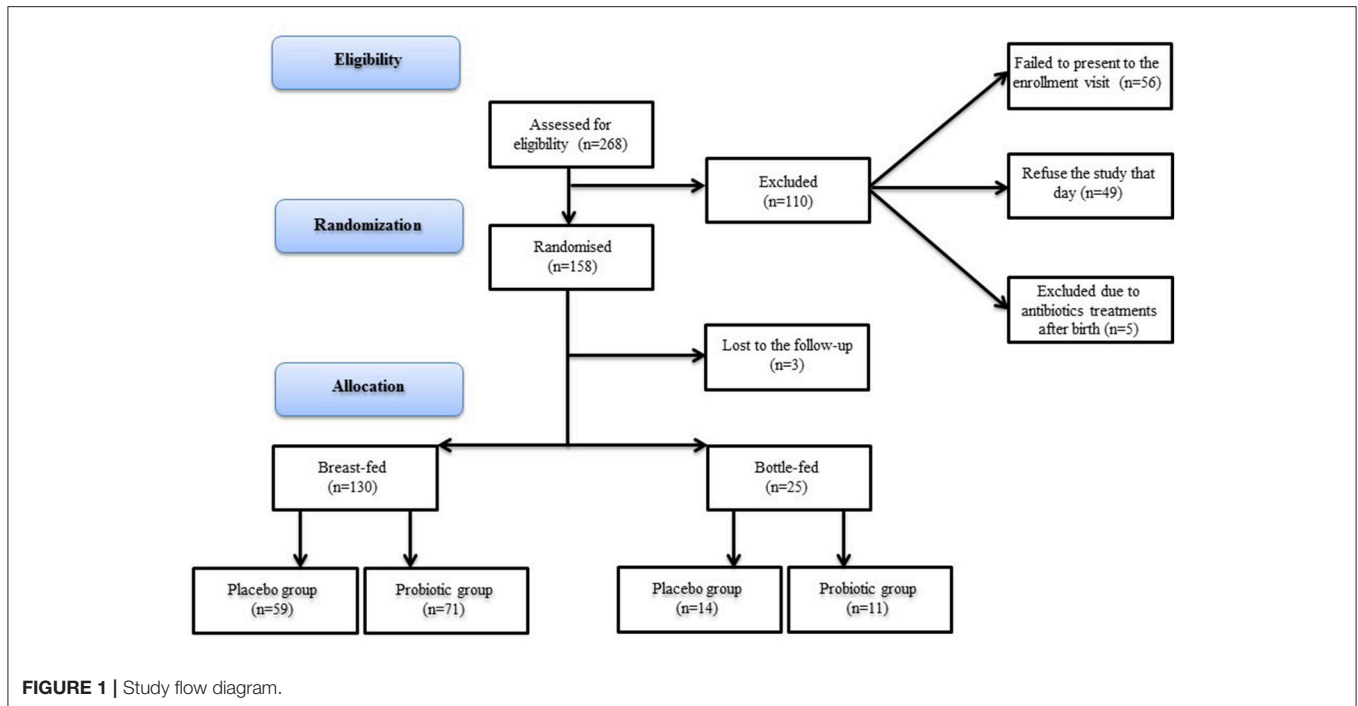 Eligibility
Assessed for
eligibility (n=268)
Excluded
(n=110)
Failed to present to the
enrollment visit (n=56)
Refuse the study that
day (n=49)
Excluded due to
antibiotics treatments
after birth (n=5)
Randomization
Randomised
(n=158)
Lost to the follow-up
(n=3)
Allocation
Breast-fed
(n=130)
Bottle-fed
(n=25)
Placebo group
(n=59)
Probiotic group
(n=71)
Placebo group
(n=14)
Probiotic group
(n=11)
FIGURE 1 | Study flow diagram.